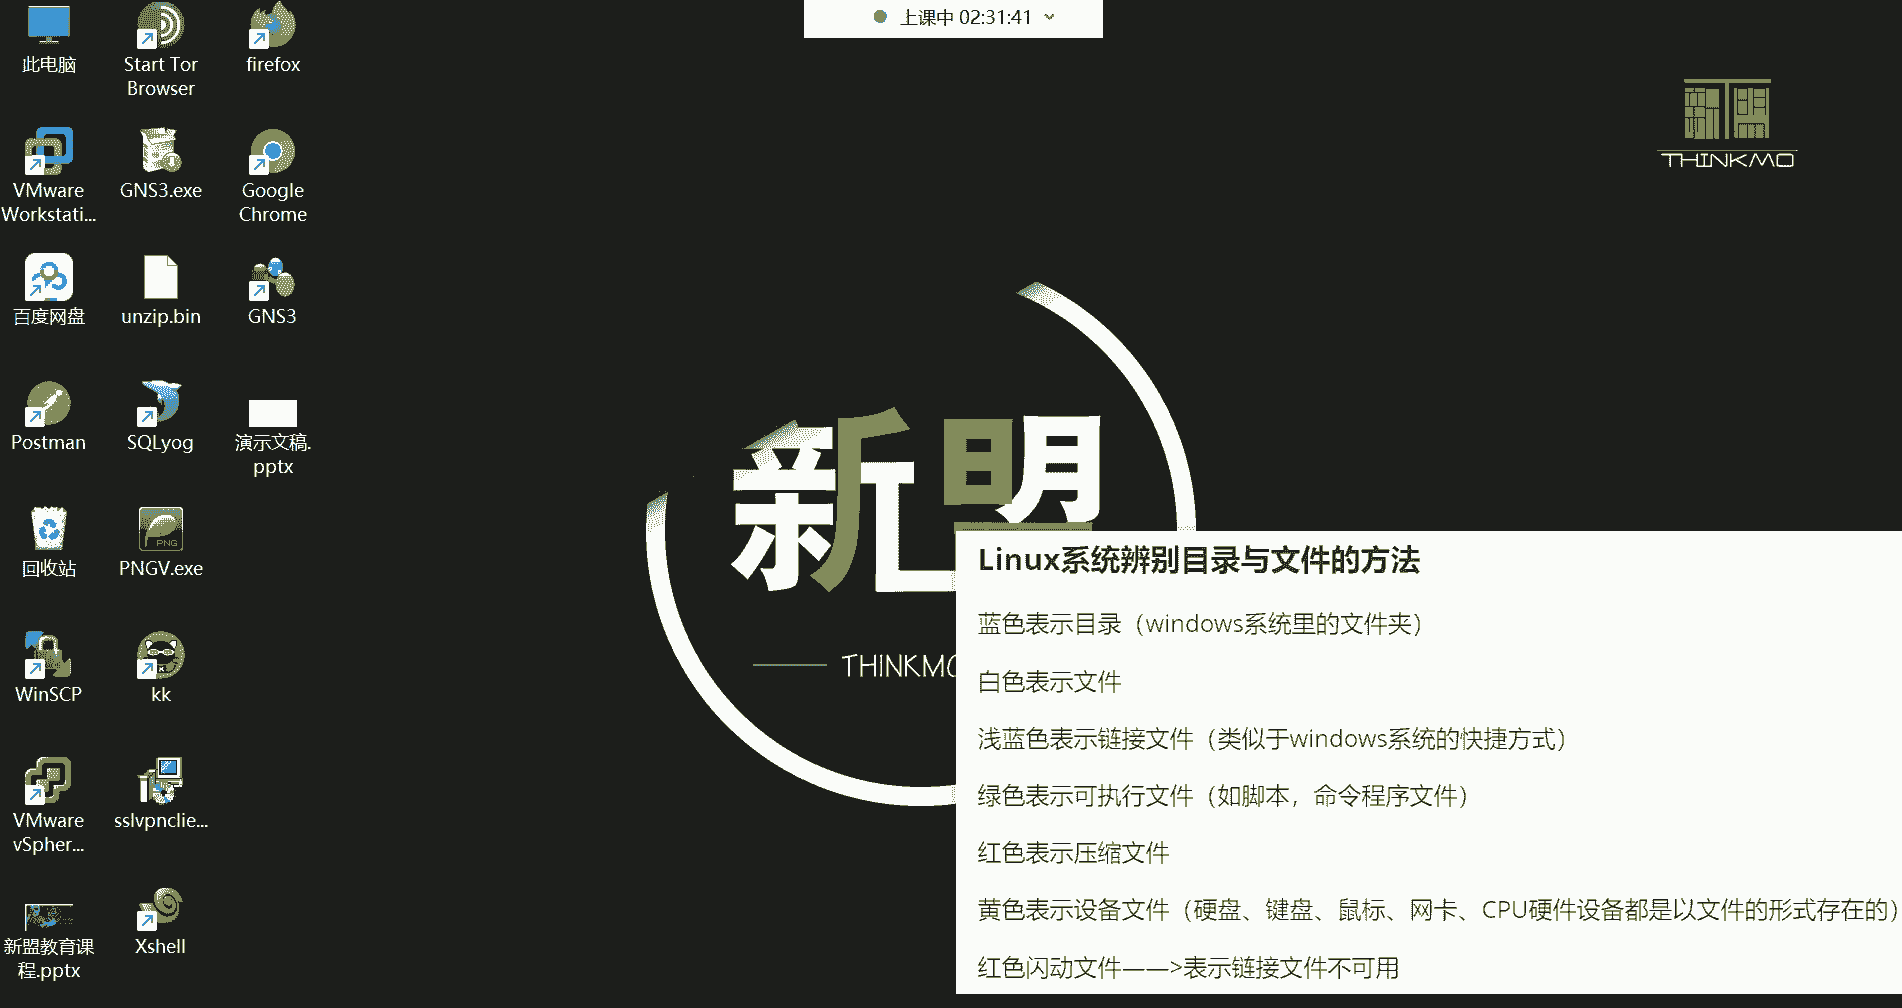 上课中 02:31:41
此电脑
Start Tor
Browser
firefox
VMware
Workstati...
GNS3.exe
Google
Chrome
百度网盘
unzip.bin
GNS3
Postman
SQLyog
演示文稿.
pptx
回收站
PNG
PNGV.exe
WinSCP
kk
VMware
vSpher...
sslvpnclie...
新盟教育课
程.pptx
Xshell
THINKMO
新盟
THINKMO
Linux系统辨别目录与文件的方法
蓝色表示目录（windows系统里的文件夹）
白色表示文件
浅蓝色表示链接文件（类似于windows系统的快捷方式）
绿色表示可执行文件（如脚本，命令程序文件）
红色表示压缩文件
黄色表示设备文件（硬盘、键盘、鼠标、网卡、CPU硬件设备都是以文件的形式存在的）
红色闪动文件——>表示链接文件不可用